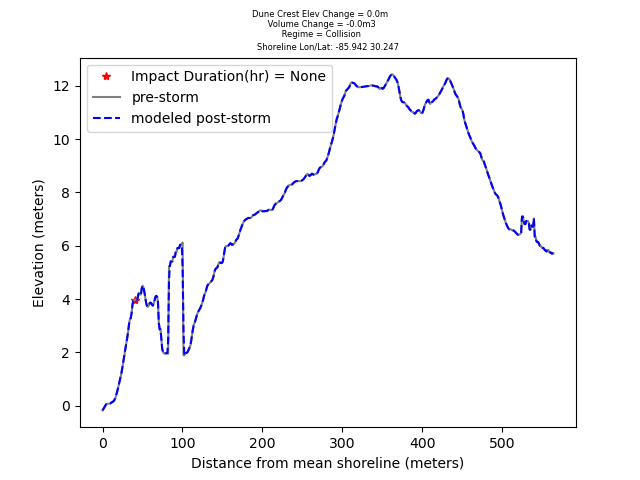 Dune Crest Elev Change = 0.0m
Volume Change = -0.0m3
Regime = Collision
Shoreline Lon/Lat: -85.942 30.247
Impact Duration(hr) = None
pre-storm
modeled post-storm
Elevation (meters)
12
10
8
6
4
2
0
0 100 200 300 400 500
Distance from mean shoreline (meters)